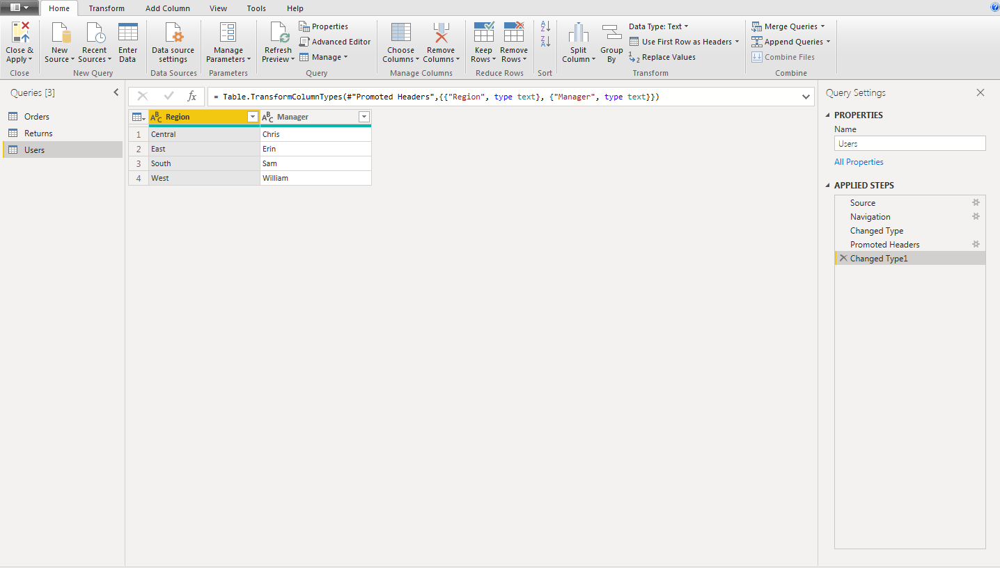 Home Transform Add Column View Tools Help
Close & Apply
New Source
Recent Sources
Enter Data
Data source settings
Manage Parameters
Refresh Preview
Properties
Advanced Editor
Manage
Choose Columns
Remove Columns
Keep Rows
Remove Rows
Split Column
Group By
Data Type: Text
Use First Row as Headers
1 2 Replace Values
Merge Queries
Append Queries
Combine Files
Close New Query Data Sources Parameters Query Manage Columns Reduce Rows Sort Transform Combine
Queries [3]
Orders
Returns
Users
fx = Table.TransformColumnTypes(#"Promoted Headers",{{"Region", type text}, {"Manager", type text}})
ABC Region ABC Manager
1 Central Chris
2 East Erin
3 South Sam
4 West William
Query Settings
PROPERTIES
Name
Users
All Properties
APPLIED STEPS
Source
Navigation
Changed Type
Promoted Headers
Changed Type1